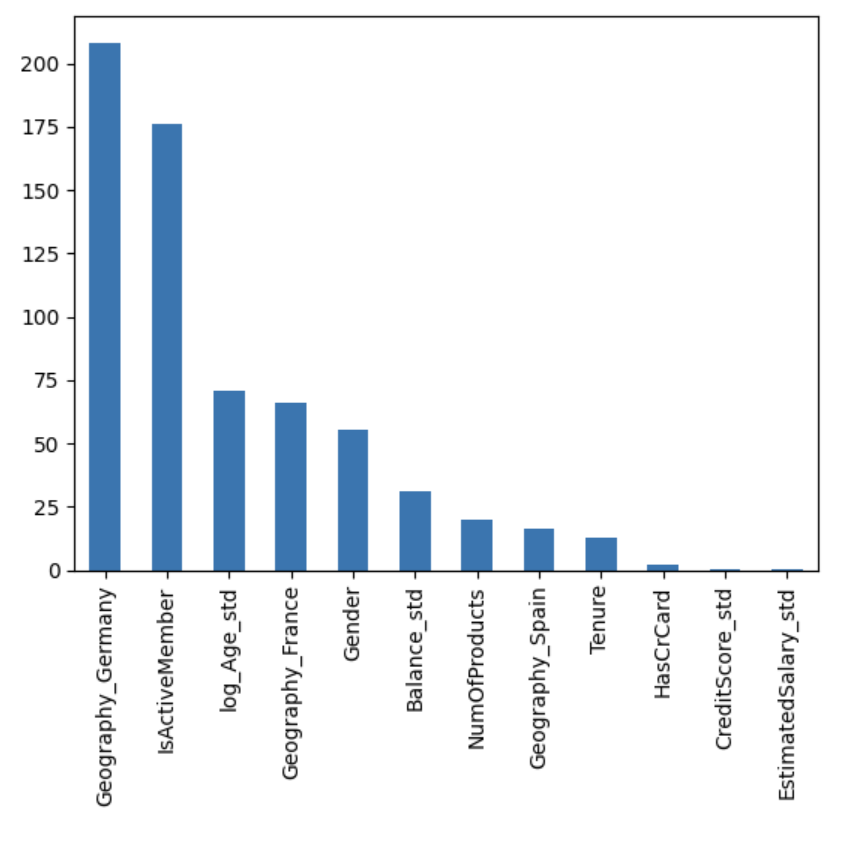 200
175
150
125
100
75
50
25
0
Geography_Germany
IsActiveMember
log_Age_std
Geography_France
Gender
Balance_std
NumOfProducts
Geography_Spain
Tenure
HasCrCard
CreditScore_std
EstimatedSalary_std